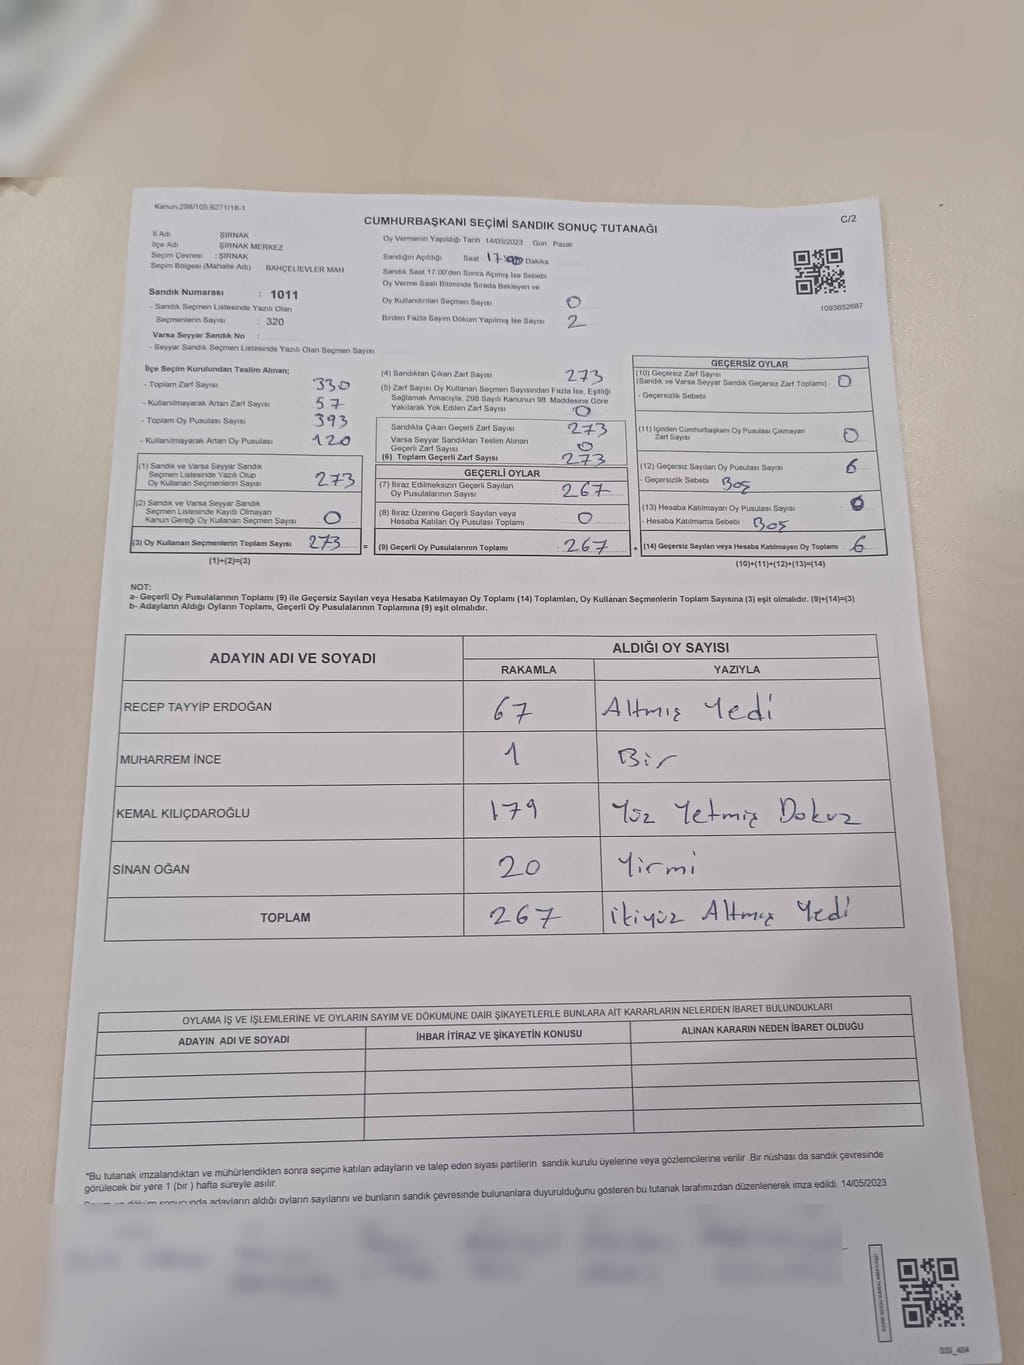 Kanun:298/105,6271/18-1
C/2
CUMHURBAŞKANI SEÇİMİ SANDIK SONUÇ TUTANAĞI
İl Adı ŞIRNAK
İlçe Adı ŞIRNAK MERKEZ
Seçim Çevresi : ŞIRNAK
Seçim Bölgesi (Mahalle Adı) BAHÇELİEVLER MAH
Sandık Numarası : 1011
- Sandık Seçmen Listesinde Yazılı Olan
Seçmenlerin Sayısı : 320
Varsa Seyyar Sandık No :
- Seyyar Sandık Seçmen Listesinde Yazılı Olan Seçmen Sayısı
Oy Vermenin Yapıldığı Tarih 14/05/2023 Gün Pazar
Sandığın Açıldığı Saat 17 Dakika
Sandık Saat 17.00'den Sonra Açılmış İse Sebebi
Oy Verme Saati Bitiminde Sırada Bekleyen ve
Oy Kullandırılan Seçmen Sayısı 0
Birden Fazla Sayım Döküm Yapılmış İse Sayısı 2
1093852687
İlçe Seçim Kurulundan Teslim Alınan;
- Toplam Zarf Sayısı 330
- Kullanılmayarak Artan Zarf Sayısı 57
- Toplam Oy Pusulası Sayısı 393
- Kullanılmayarak Artan Oy Pusulası 120
(1) Sandık ve Varsa Seyyar Sandık
Seçmen Listesinde Yazılı Olup
Oy Kullanan Seçmenlerin Sayısı 273
(2) Sandık ve Varsa Seyyar Sandık
Seçmen Listesinde Kayıtlı Olmayan
Kanun Gereği Oy Kullanan Seçmen Sayısı 0
(3) Oy Kullanan Seçmenlerin Toplam Sayısı 273
(1)+(2)=(3)
(4) Sandıktan Çıkan Zarf Sayısı 273
(5) Zarf Sayısı Oy Kullanan Seçmen Sayısından Fazla İse, Eşitliği
Sağlamak Amacıyla, 298 Sayılı Kanunun 98. Maddesine Göre
Yakılarak Yok Edilen Zarf Sayısı 0
Sandıkta Çıkan Geçerli Zarf Sayısı 273
Varsa Seyyar Sandıktan Teslim Alınan
Geçerli Zarf Sayısı 0
(6) Toplam Geçerli Zarf Sayısı 273
GEÇERLİ OYLAR
(7) İtiraz Edilmeksizin Geçerli Sayılan
Oy Pusulalarının Sayısı 267
(8) İtiraz Üzerine Geçerli Sayılan veya
Hesaba Katılan Oy Pusulası Toplamı 0
= (9) Geçerli Oy Pusulalarının Toplamı : 267
GEÇERSİZ OYLAR
(10) Geçersiz Zarf Sayısı
(Sandık ve Varsa Seyyar Sandık Geçersiz Zarf Toplamı) 0
- Geçersizlik Sebebi
(11) İçinden Cumhurbaşkanı Oy Pusulası Çıkmayan
Zarf Sayısı 0
(12) Geçersiz Sayılan Oy Pusulası Sayısı 6
- Geçersizlik Sebebi Boş
(13) Hesaba Katılmayan Oy Pusulası Sayısı
- Hesaba Katılmama Sebebi Boş
+ (14) Geçersiz Sayılan veya Hesaba Katılmayan Oy Toplamı : 6
(10)+(11)+(12)+(13)=(14)
NOT:
a- Geçerli Oy Pusulalarının Toplamı (9) ile Geçersiz Sayılan veya Hesaba Katılmayan Oy Toplamı (14) Toplamları, Oy Kullanan Seçmenlerin Toplam Sayısına (3) eşit olmalıdır. (9)+(14)=(3)
b- Adayların Aldığı Oyların Toplamı, Geçerli Oy Pusulalarının Toplamına (9) eşit olmalıdır.
ADAYIN ADI VE SOYADI
ALDIĞI OY SAYISI
RAKAMLA YAZIYLA
RECEP TAYYİP ERDOĞAN 67 Altmış Yedi
MUHARREM İNCE 1 Bir
KEMAL KILIÇDAROĞLU 179 Yüz Yetmiş Dokuz
SİNAN OĞAN 20 Yirmi
TOPLAM 267 İkiyüz Altmış Yedi
OYLAMA İŞ VE İŞLEMLERİNE VE OYLARIN SAYIM VE DÖKÜMÜNE DAİR ŞİKAYETLERLE BUNLARA AİT KARARLARIN NELERDEN İBARET BULUNDUKLARI
ADAYIN ADI VE SOYADI İHBAR İTİRAZ VE ŞİKAYETİN KONUSU ALINAN KARARIN NEDEN İBARET OLDUĞU
*Bu tutanak imzalandıktan ve mühürlendikten sonra seçime katılan adayların ve talep eden siyasi partilerin sandık kurulu üyelerine veya gözlemcilerine verilir. Bir nüshası da sandık çevresinde
görülecek bir yere 1 (bir ) hafta süreyle asılır.
Sayım ve döküm sonucunda adayların aldığı oyların sayılarını ve bunların sandık çevresinde bulunanlara duyurulduğunu gösteren bu tutanak tarafımızdan düzenlenerek imza edildi. 14/05/2023
SSİ_404